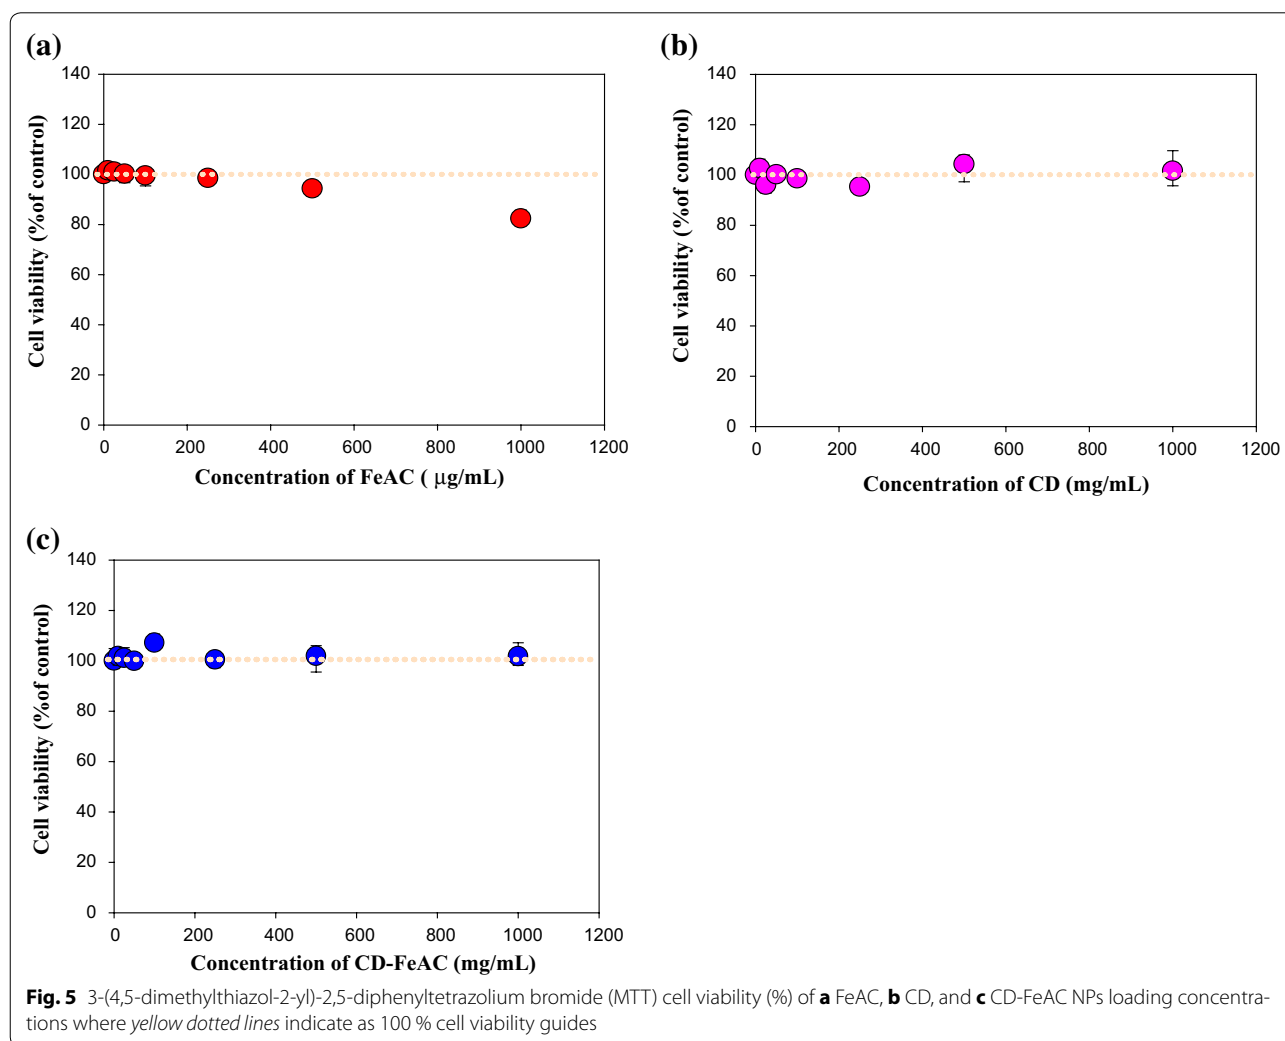 (a)
140
120
100
80
60
40
20
0
0 200 400 600 800 1000 1200
Cell viability (%of control)
Concentration of FeAC ( µg/mL)
(b)
140
120
100
80
60
40
20
0
0 200 400 600 800 1000 1200
Cell viability (%of control)
Concentration of CD (mg/mL)
(c)
140
120
100
80
60
40
20
0
0 200 400 600 800 1000 1200
Cell viability (%of control)
Concentration of CD-FeAC (mg/mL)
Fig. 5 3-(4,5-dimethylthiazol-2-yl)-2,5-diphenyltetrazolium bromide (MTT) cell viability (%) of a FeAC, b CD, and c CD-FeAC NPs loading concentra-
tions where yellow dotted lines indicate as 100 % cell viability guides